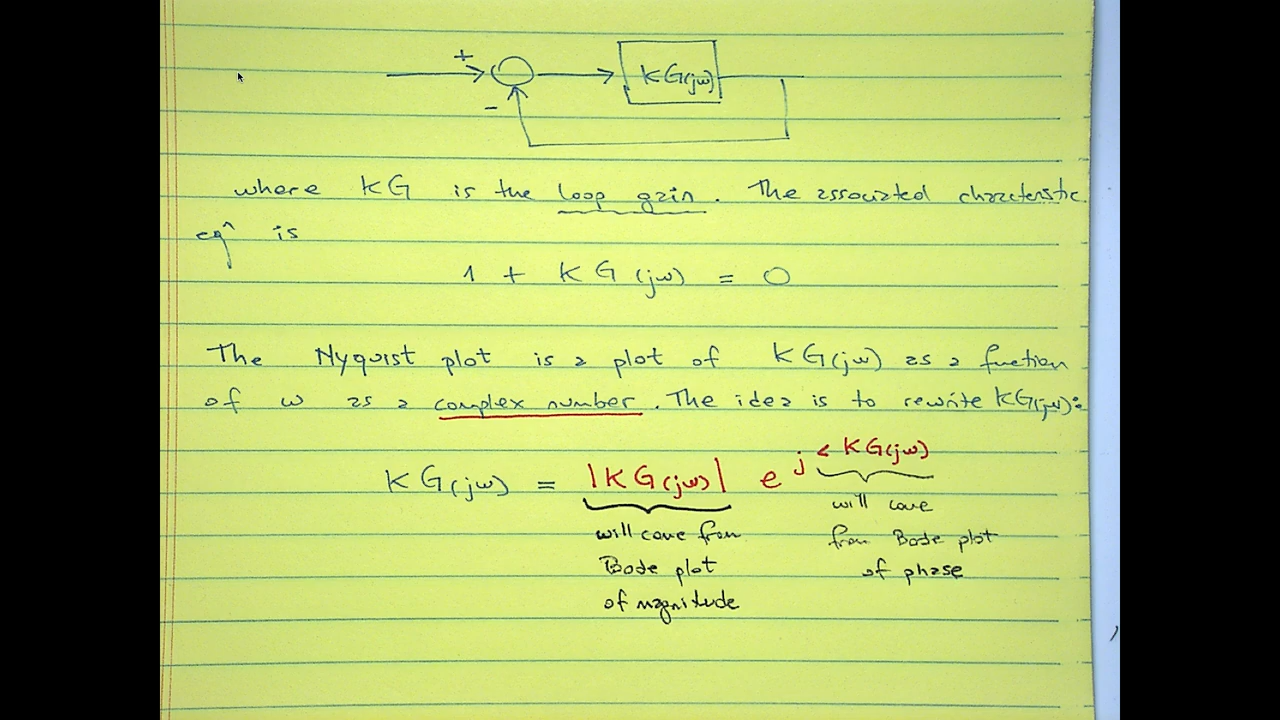 +
KG(jω)
−
where KG is the loop gain. The associated characteristic
eqⁿ is
1 + KG(jω) = 0
The Nyquist plot is a plot of KG(jω) as a fuction
of ω as a complex number. The idea is to rewrite KG(jω):
KG(jω) = |KG(jω)| e^{j∠KG(jω)}
will come from
Bode plot
of magnitude
will come
from Bode plot
of phase